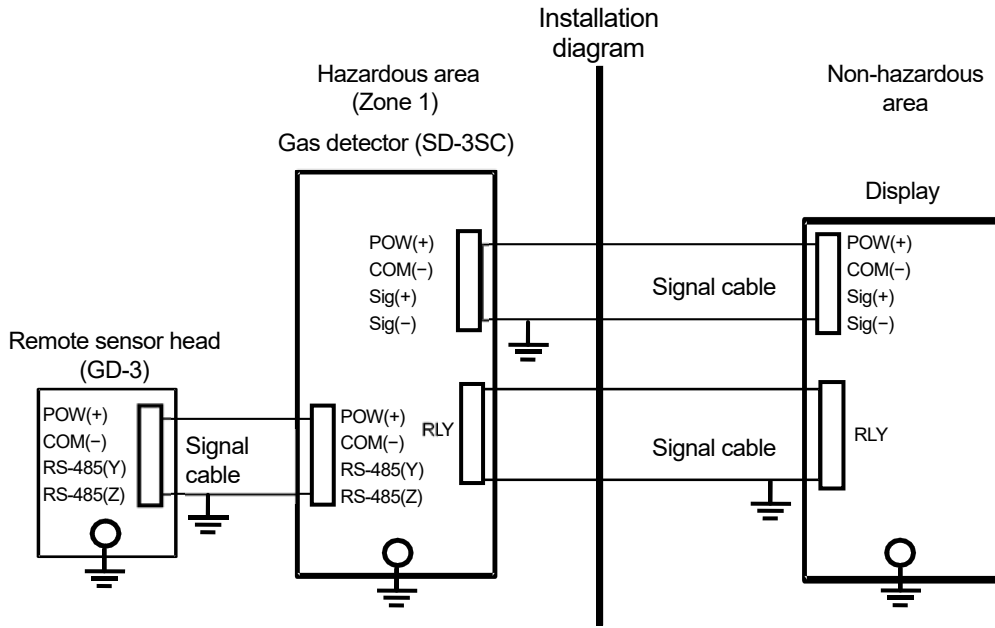 Installation
diagram
Hazardous area
(Zone 1)
Gas detector (SD-3SC)
Non-hazardous
area
Display
POW(+)
COM(−)
Sig(+)
Sig(−)
Signal cable
POW(+)
COM(−)
Sig(+)
Sig(−)
Remote sensor head
(GD-3)
POW(+)
COM(−)
RS-485(Y)
RS-485(Z)
Signal
cable
POW(+)
COM(−)
RS-485(Y)
RS-485(Z)
RLY
Signal cable
RLY